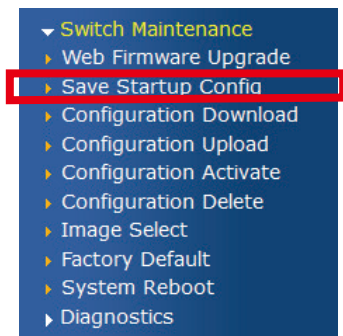 Switch Maintenance
Web Firmware Upgrade
Save Startup Config
Configuration Download
Configuration Upload
Configuration Activate
Configuration Delete
Image Select
Factory Default
System Reboot
Diagnostics